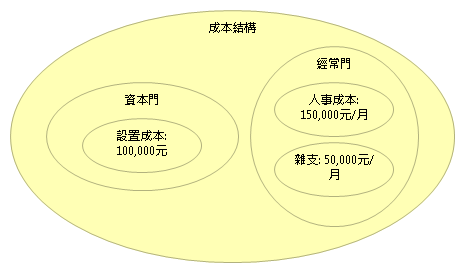 成本結構
資本門
設置成本:
100,000元
經常門
人事成本:
150,000元/月
雜支: 50,000元/
月